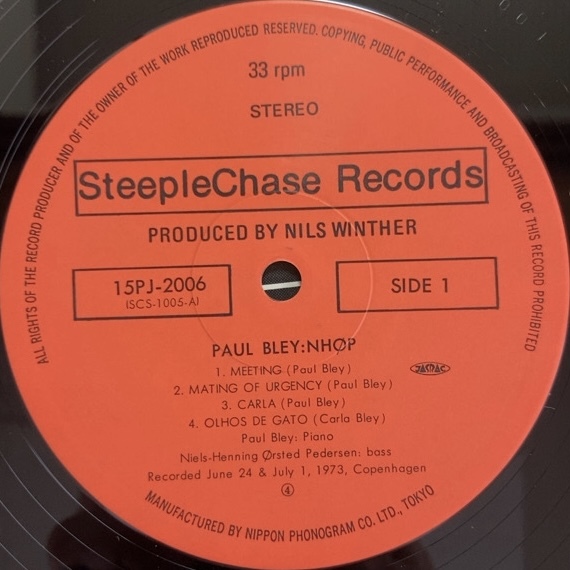 ALL RIGHTS OF THE RECORD PRODUCER AND OF THE OWNER OF THE WORK REPRODUCED RESERVED. COPYING, PUBLIC PERFORMANCE AND BROADCASTING OF THIS RECORD PROHIBITED
33 rpm
STEREO
SteepleChase Records
PRODUCED BY NILS WINTHER
15PJ-2006
(SCS-1005-A)
SIDE 1
PAUL BLEY:NHØP
1. MEETING (Paul Bley)
JASRAC
2. MATING OF URGENCY (Paul Bley)
3. CARLA (Paul Bley)
4. OLHOS DE GATO (Carla Bley)
Paul Bley: Piano
Niels-Henning Ørsted Pedersen: bass
Recorded June 24 & July 1, 1973, Copenhagen
④
MANUFACTURED BY NIPPON PHONOGRAM CO. LTD., TOKYO